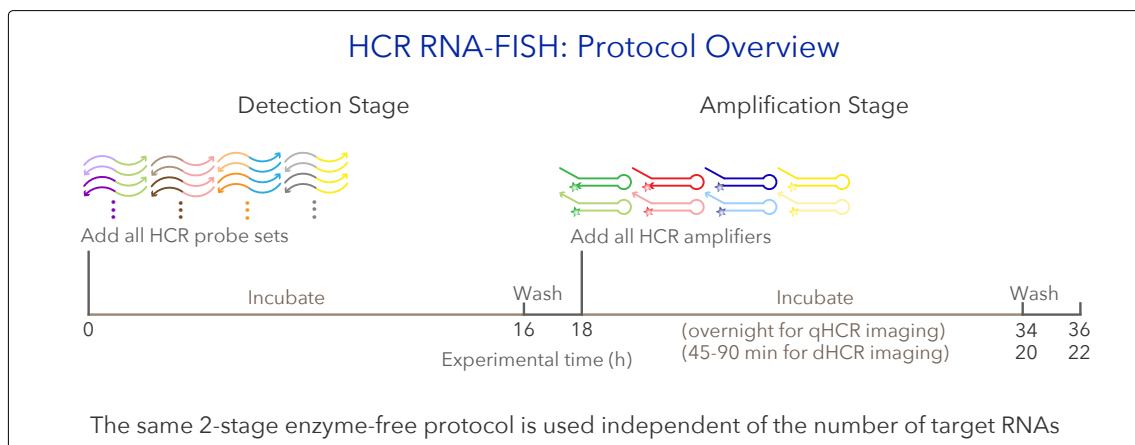 HCR RNA-FISH: Protocol Overview
Detection Stage
Amplification Stage
Add all HCR probe sets
Add all HCR amplifiers
Incubate
Wash
Incubate
Wash
0
16
18
(overnight for qHCR imaging)
34
36
Experimental time (h)
(45-90 min for dHCR imaging)
20
22
The same 2-stage enzyme-free protocol is used independent of the number of target RNAs